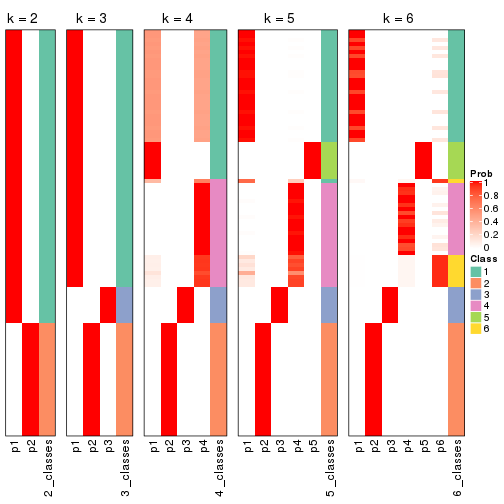 k = 2
k = 3
k = 4
k = 5
k = 6
Prob
1
0.8
0.6
0.4
0.2
0
Class
1
2
3
4
5
6
p1
p2
2_classes
p1
p2
p3
3_classes
p1
p2
p3
p4
4_classes
p1
p2
p3
p4
p5
5_classes
p1
p2
p3
p4
p5
p6
6_classes